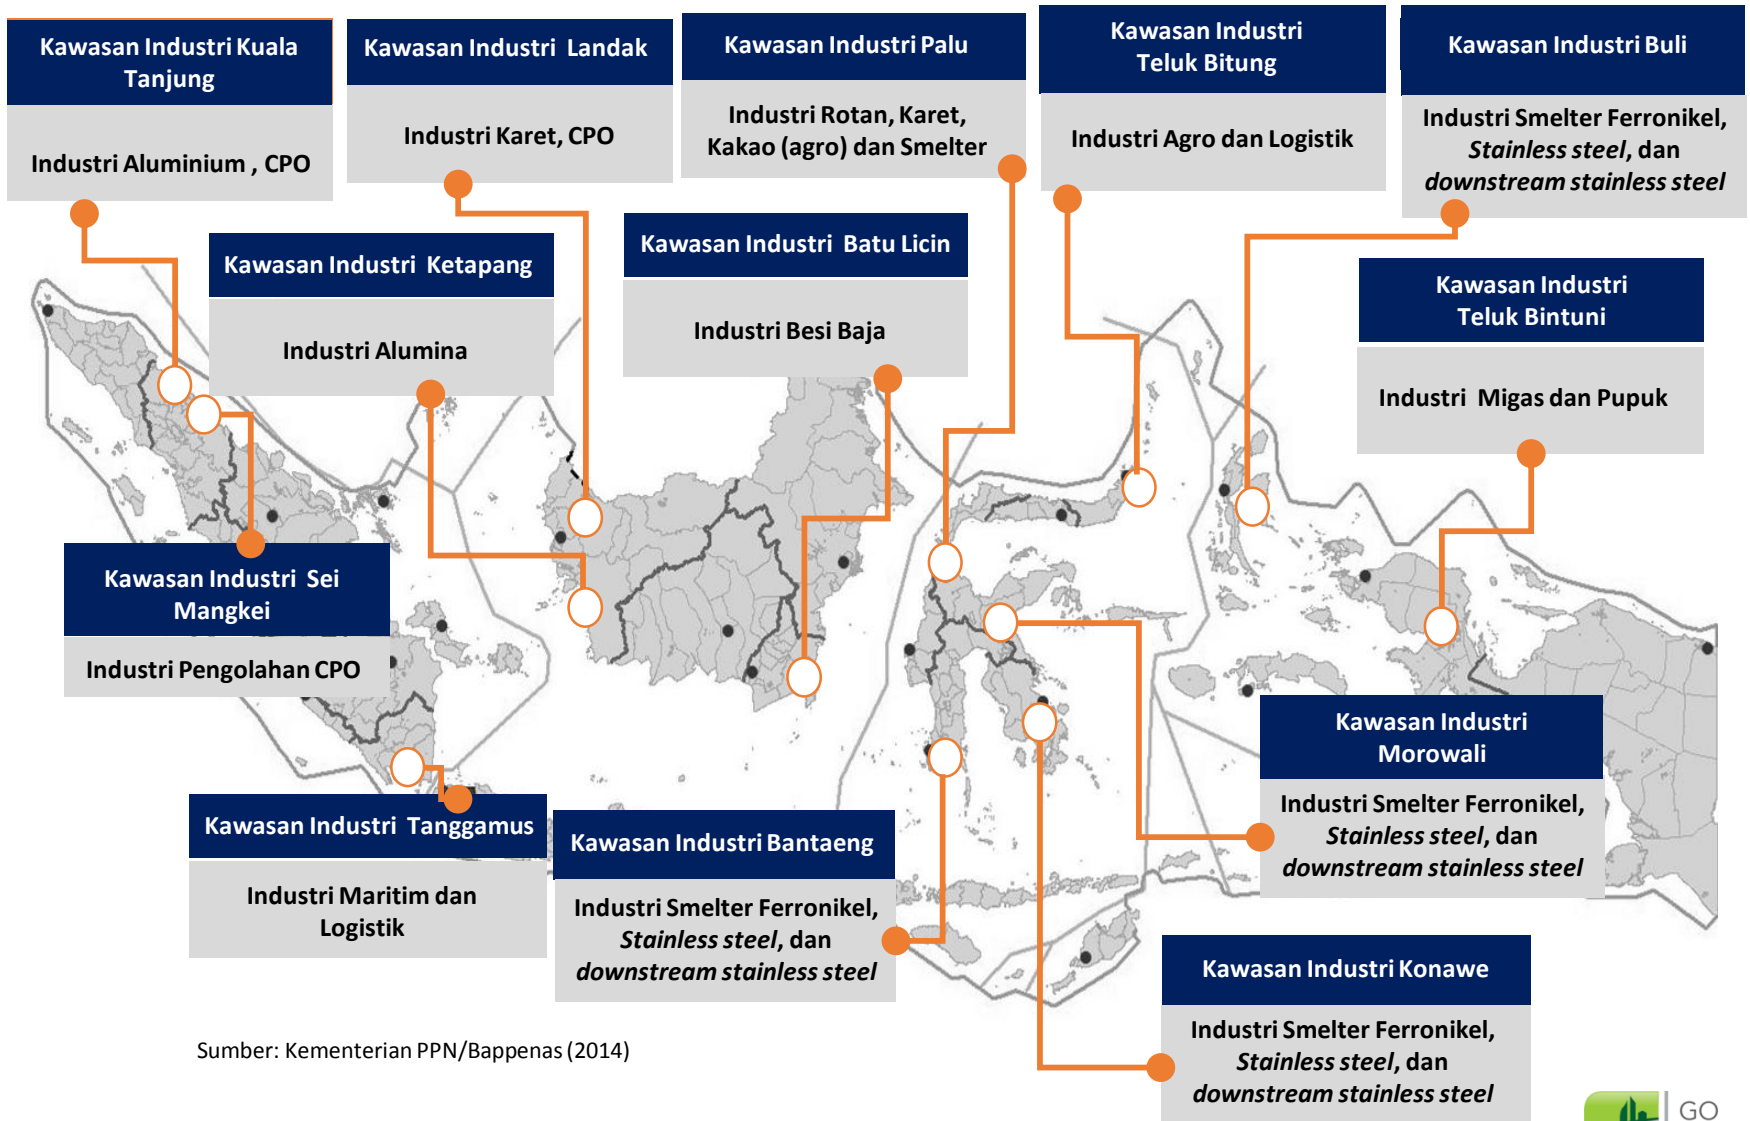 Kawasan Industri Kuala
Tanjung
Industri Aluminium , CPO
Kawasan Industri Landak
Industri Karet, CPO
Kawasan Industri Palu
Industri Rotan, Karet,
Kakao (agro) dan Smelter
Kawasan Industri
Teluk Bitung
Industri Agro dan Logistik
Kawasan Industri Buli
Industri Smelter Ferronikel,
Stainless steel, dan
downstream stainless steel
Kawasan Industri Ketapang
Industri Alumina
Kawasan Industri Batu Licin
Industri Besi Baja
Kawasan Industri
Teluk Bintuni
Industri Migas dan Pupuk
Kawasan Industri Sei
Mangkei
Industri Pengolahan CPO
Kawasan Industri
Morowali
Industri Smelter Ferronikel,
Stainless steel, dan
downstream stainless steel
Kawasan Industri Tanggamus
Industri Maritim dan
Logistik
Kawasan Industri Bantaeng
Industri Smelter Ferronikel,
Stainless steel, dan
downstream stainless steel
Kawasan Industri Konawe
Industri Smelter Ferronikel,
Stainless steel, dan
downstream stainless steel
Sumber: Kementerian PPN/Bappenas (2014)
GO